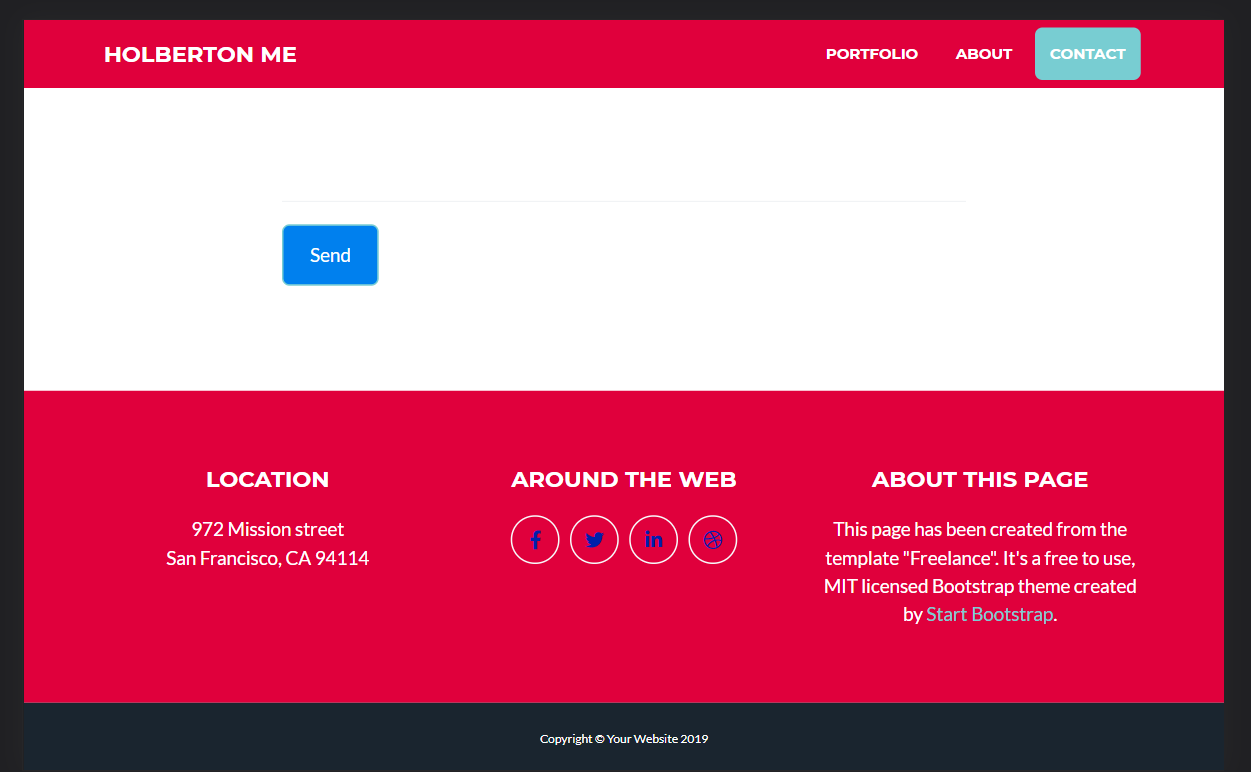 HOLBERTON ME
PORTFOLIO ABOUT CONTACT
Send
LOCATION
972 Mission street
San Francisco, CA 94114
AROUND THE WEB
ABOUT THIS PAGE
This page has been created from the
template "Freelance". It's a free to use,
MIT licensed Bootstrap theme created
by Start Bootstrap.
Copyright © Your Website 2019